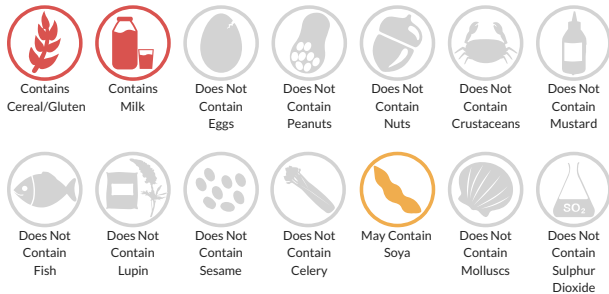 Contains
Cereal/Gluten
Contains
Milk
Does Not
Contain
Eggs
Does Not
Contain
Peanuts
Does Not
Contain
Nuts
Does Not
Contain
Crustaceans
Does Not
Contain
Mustard
Does Not
Contain
Fish
Does Not
Contain
Lupin
Does Not
Contain
Sesame
Does Not
Contain
Celery
May Contain
Soya
Does Not
Contain
Molluscs
SO₂
Does Not
Contain
Sulphur
Dioxide